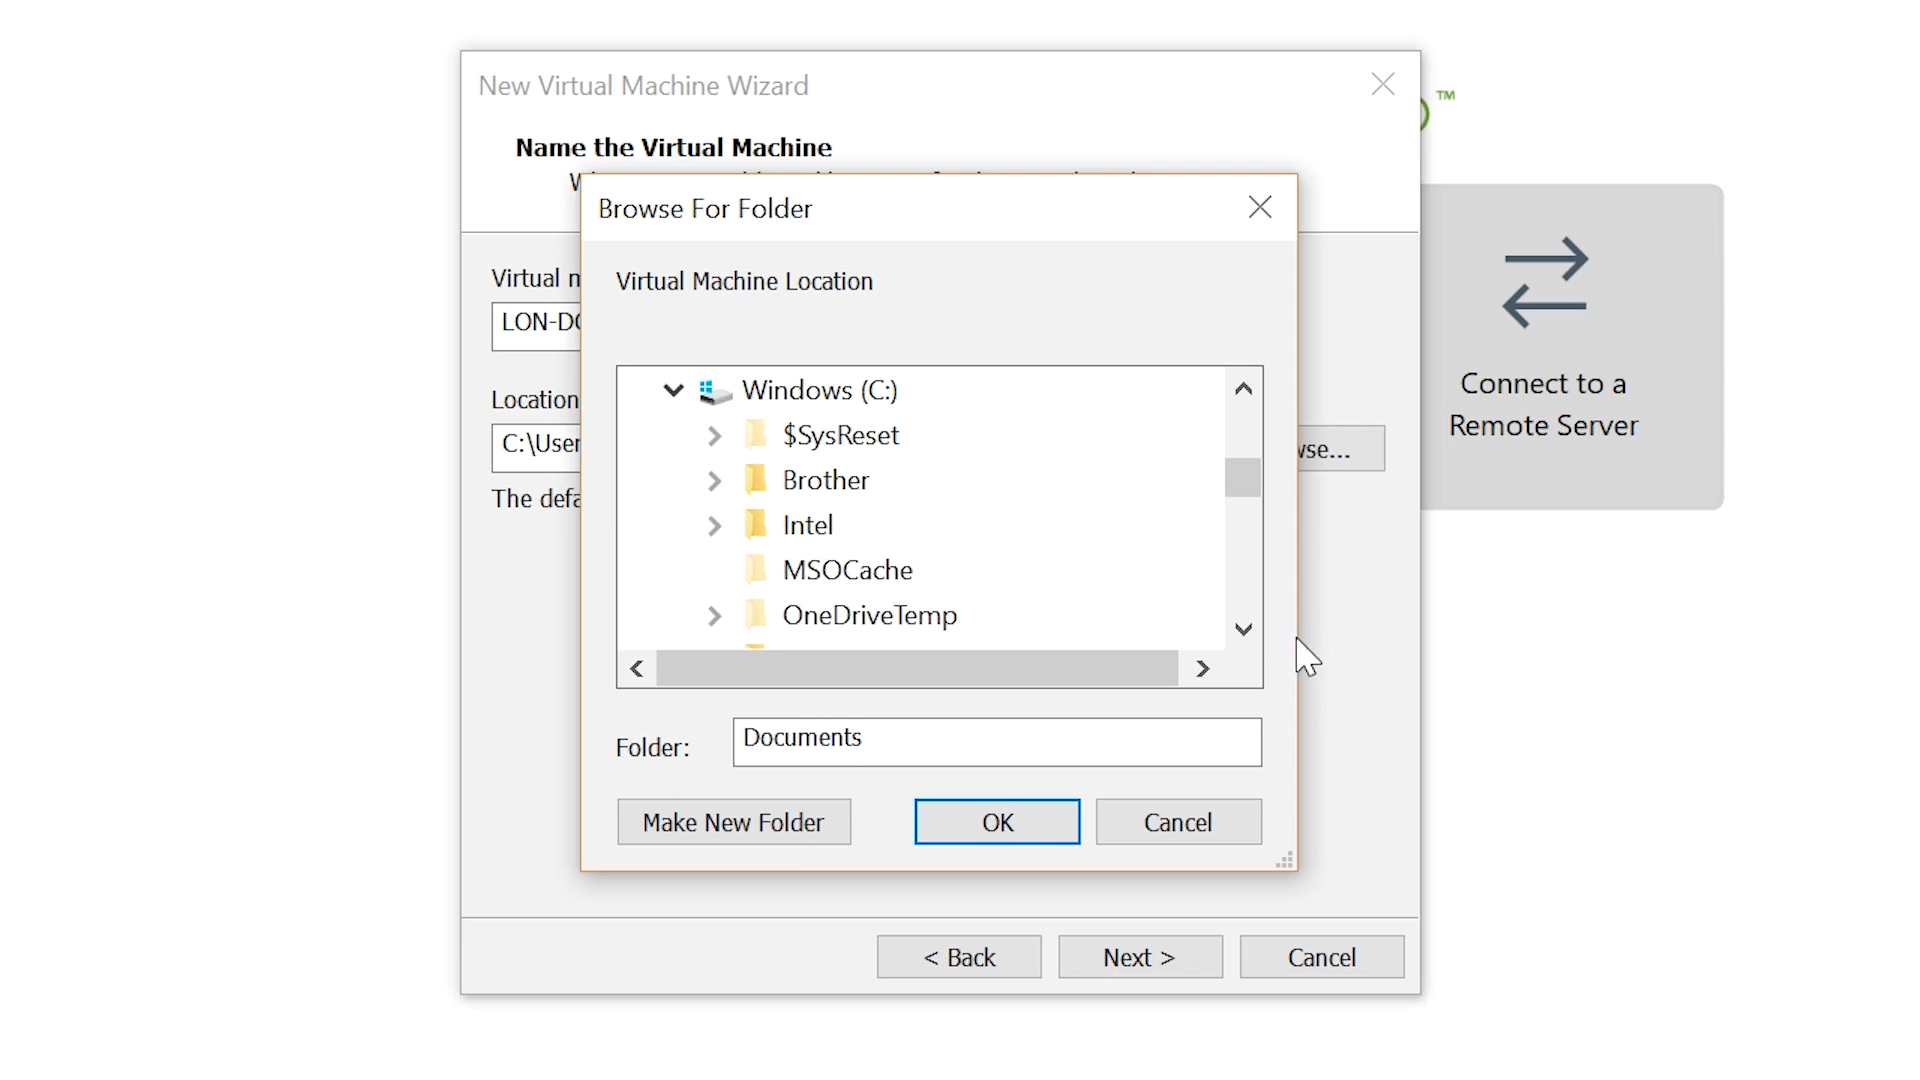 New Virtual Machine Wizard
™
Name the Virtual Machine
Browse For Folder
Virtual
Virtual Machine Location
LON-DC
Windows (C:)
Connect to a
Remote Server
Location
$SysReset
C:\User
Brother
The
Intel
MSOCache
OneDriveTemp
Folder:
Documents
Make New Folder
OK
Cancel
< Back
Next >
Cancel